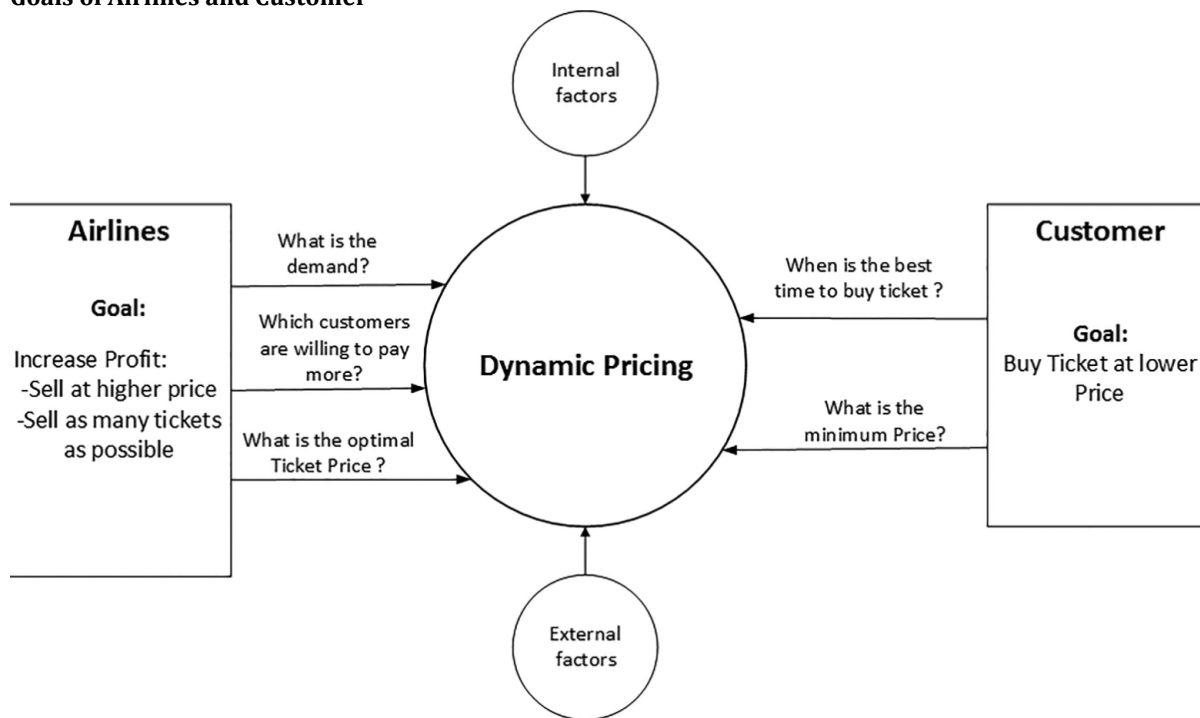 Goals of Airlines and Customer
Internal
factors
Airlines
Goal:
Increase Profit:
-Sell at higher price
-Sell as many tickets
as possible
What is the
demand?
Which customers
are willing to pay
more?
What is the optimal
Ticket Price ?
Dynamic Pricing
When is the best
time to buy ticket ?
What is the
minimum Price?
Customer
Goal:
Buy Ticket at lower
Price
External
factors